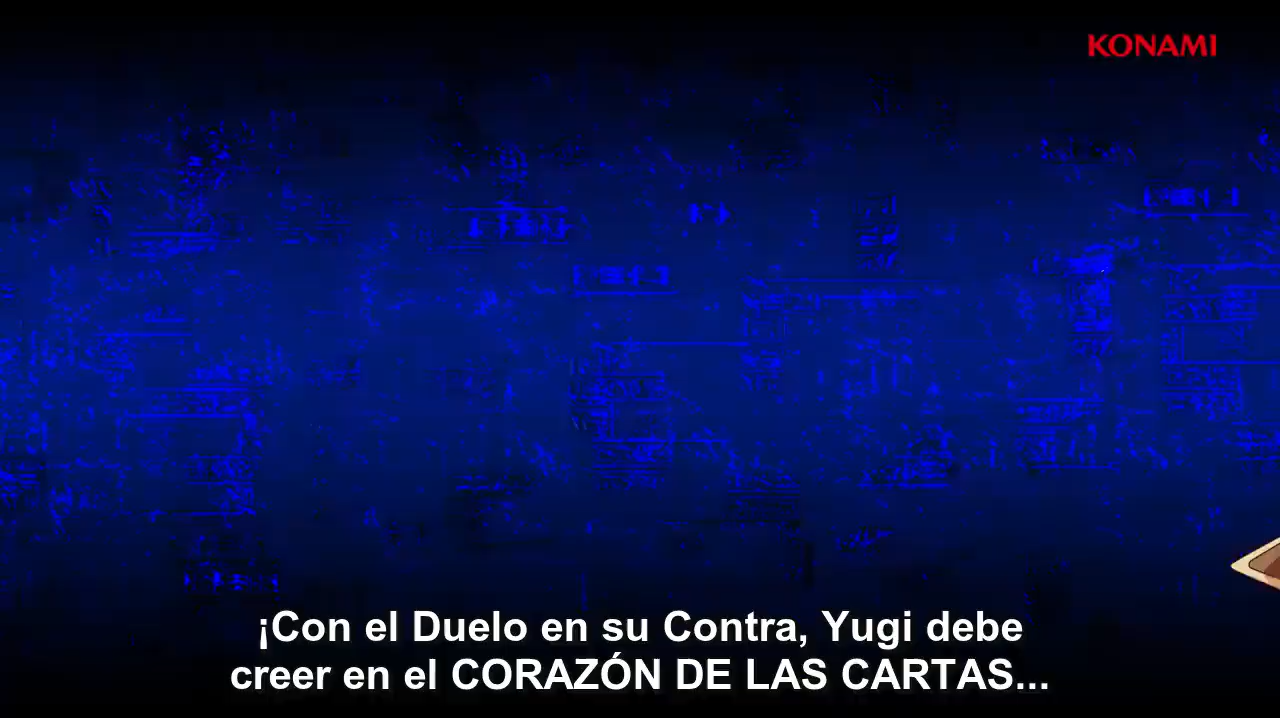 KONAMI
¡Con el Duelo en su Contra, Yugi debe
creer en el CORAZÓN DE LAS CARTAS...